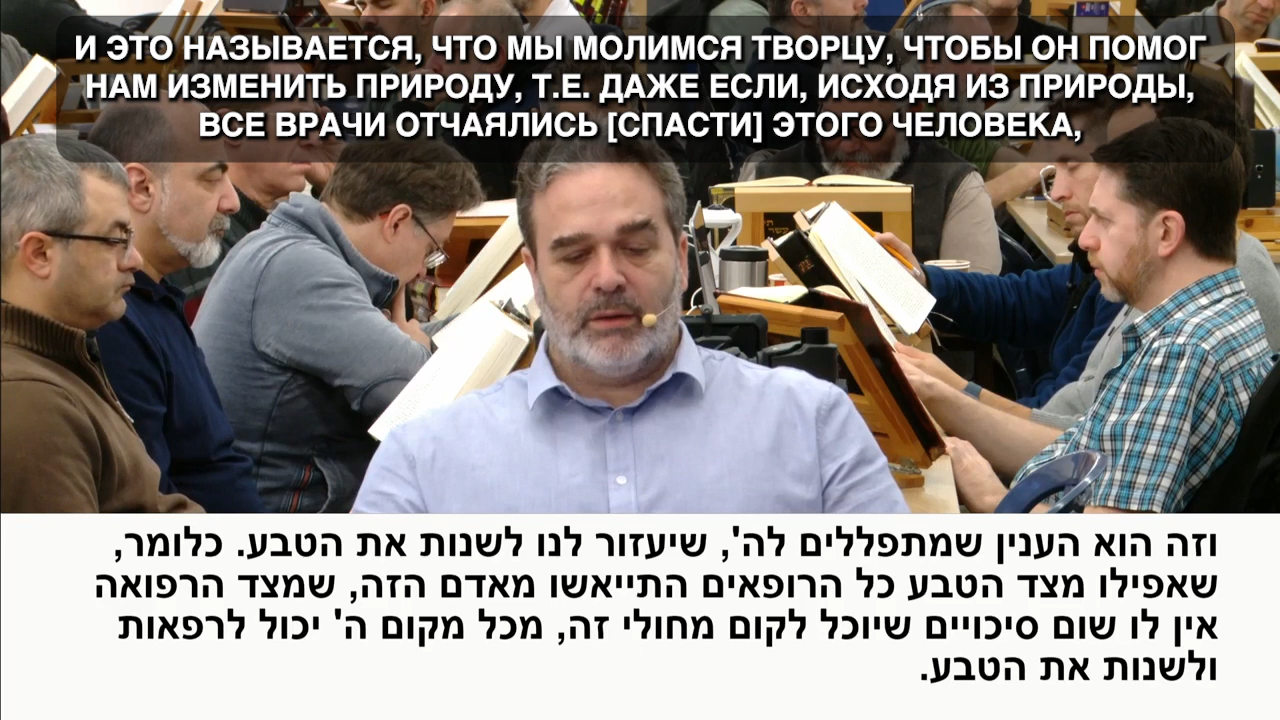 И ЭТО НАЗЫВАЕТСЯ, ЧТО МЫ МОЛИМСЯ ТВОРЦУ, ЧТОБЫ ОН ПОМОГ
НАМ ИЗМЕНИТЬ ПРИРОДУ, Т.Е. ДАЖЕ ЕСЛИ, ИСХОДЯ ИЗ ПРИРОДЫ,
ВСЕ ВРАЧИ ОТЧАЯЛИСЬ [СПАСТИ] ЭТОГО ЧЕЛОВЕКА,
וזה הוא הענין שמתפללים לה', שיעזור לנו לשנות את הטבע. כלומר,
שאפילו מצד הטבע כל הרופאים התייאשו מאדם הזה, שמצד הרפואה
אין לו שום סיכויים שיוכל לקום מחולי זה, מכל מקום ה' יכול לרפאות
ולשנות את הטבע.